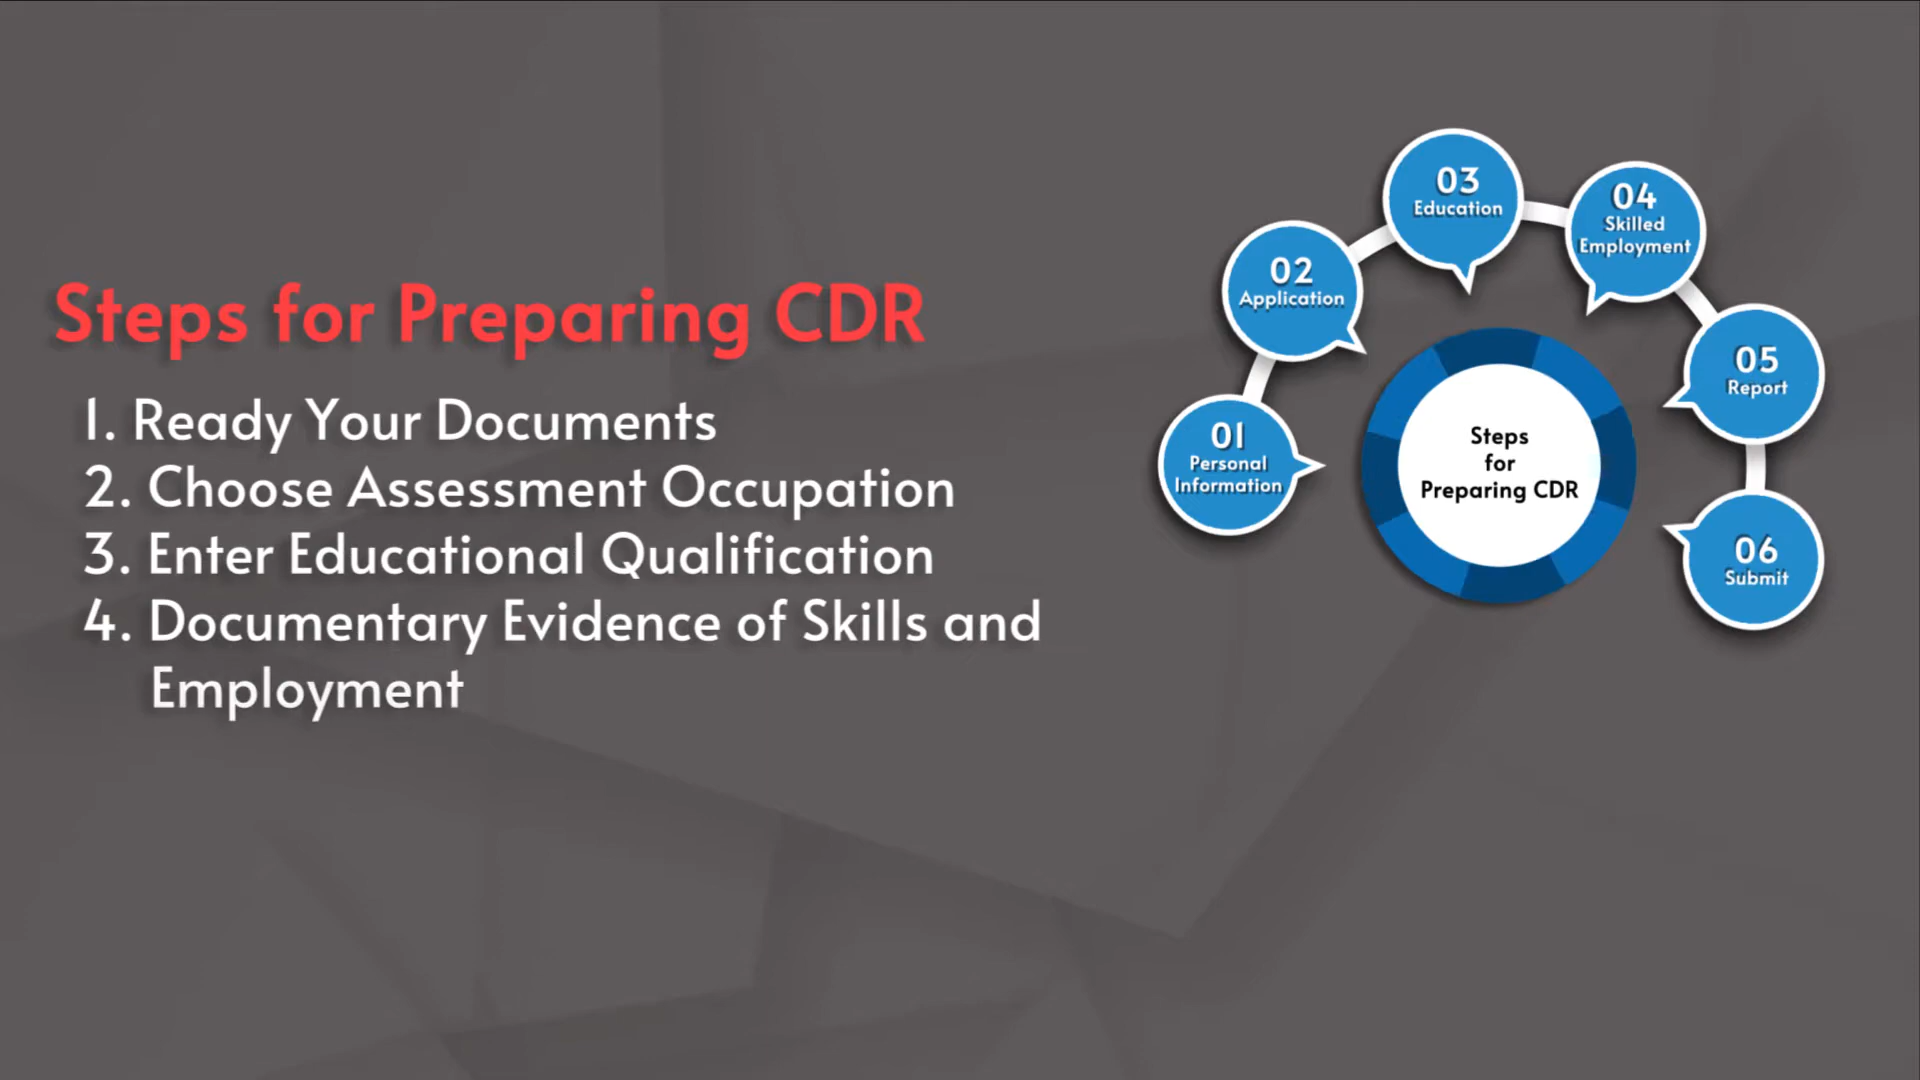 Steps for Preparing CDR
1. Ready Your Documents
2. Choose Assessment Occupation
3. Enter Educational Qualification
4. Documentary Evidence of Skills and
Employment
01
Personal
Information
02
Application
03
Education
04
Skilled
Employment
05
Report
06
Submit
Steps
for
Preparing CDR